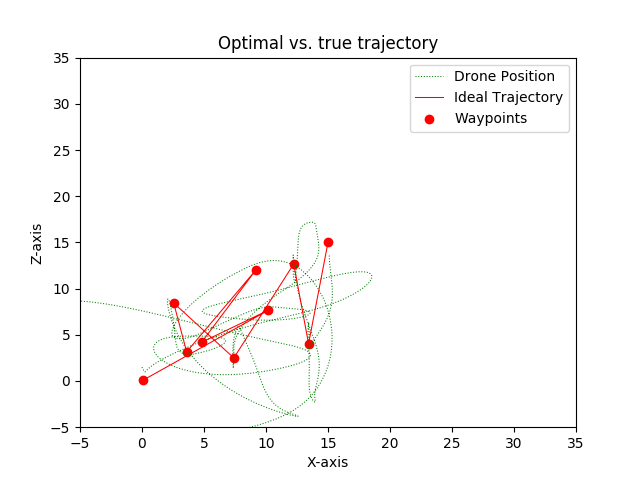 Optimal vs. true trajectory
Drone Position
Ideal Trajectory
Waypoints
35
30
25
20
15
10
5
0
−5
Z-axis
−5 0 5 10 15 20 25 30 35
X-axis